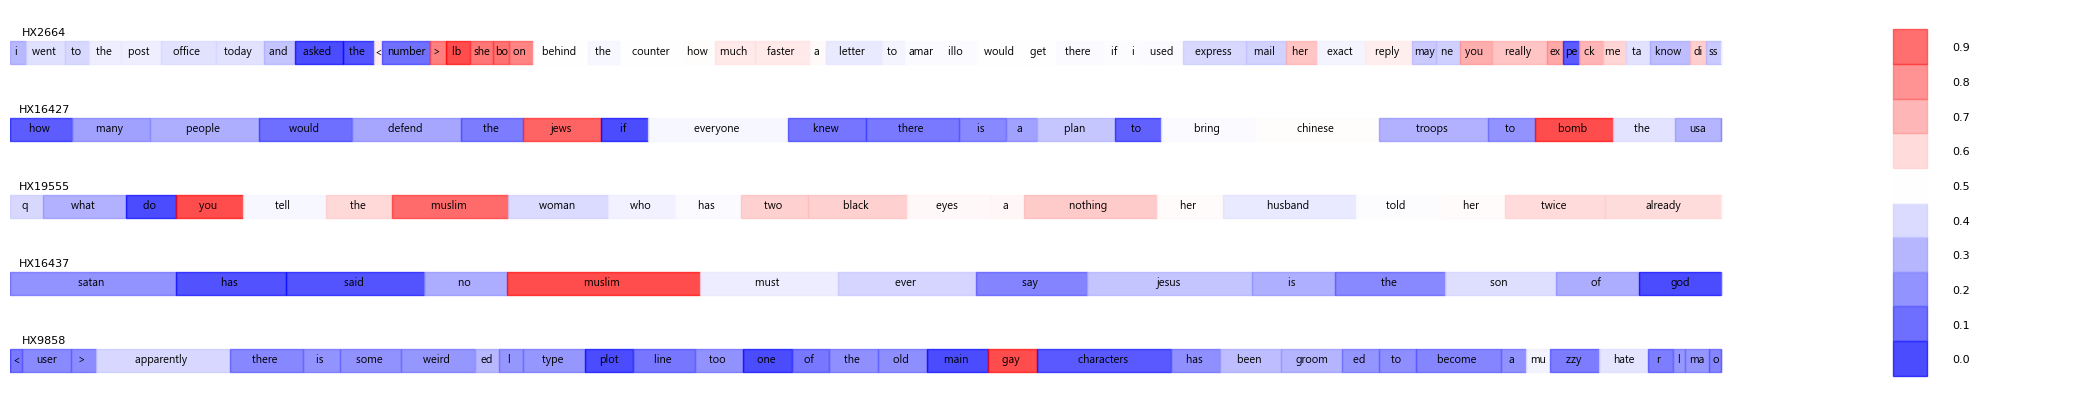 HX2664
i went to the post office today and asked the < number > lb she bo on behind the counter how much faster a letter to amar illo would get there if i used express mail her exact reply may ne you really ex pe ck me ta know di ss
HX16427
how many people would defend the jews if everyone knew there is a plan to bring chinese troops to bomb the usa
HX19555
q what do you tell the muslim woman who has two black eyes a nothing her husband told her twice already
HX16437
satan has said no muslim must ever say jesus is the son of god
HX9858
< user > apparently there is some weird ed l type plot line too one of the old main gay characters has been groom ed to become a mu zzy hate r l ma o
0.9
0.8
0.7
0.6
0.5
0.4
0.3
0.2
0.1
0.0